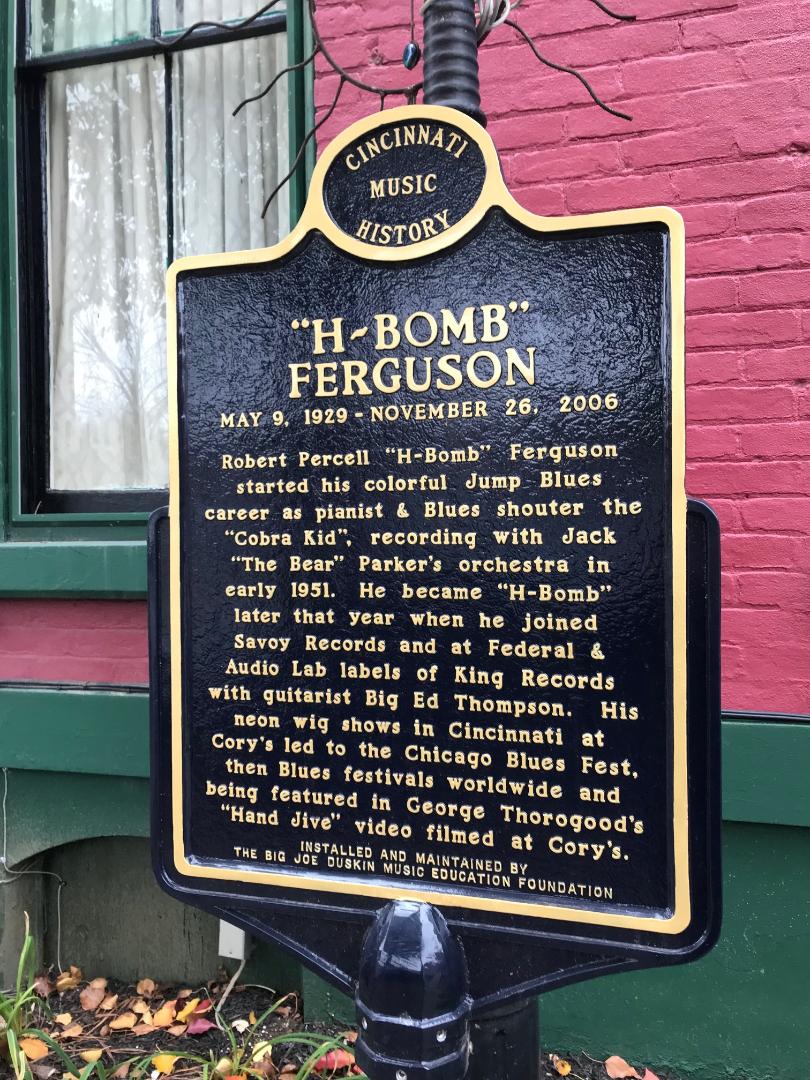 CINCINNATI
MUSIC
HISTORY
"H-BOMB"
FERGUSON
MAY 9, 1929 - NOVEMBER 26, 2006
Robert Percell "H-Bomb" Ferguson
started his colorful Jump Blues
career as pianist & Blues shouter the
"Cobra Kid", recording with Jack
"The Bear" Parker's orchestra in
early 1951. He became "H-Bomb"
later that year when he joined
Savoy Records and at Federal &
Audio Lab labels of King Records
with guitarist Big Ed Thompson. His
neon wig shows in Cincinnati at
Cory's led to the Chicago Blues Fest,
then Blues festivals worldwide and
being featured in George Thorogood's
"Hand Jive" video filmed at Cory's.
INSTALLED AND MAINTAINED BY
THE BIG JOE DUSKIN MUSIC EDUCATION FOUNDATION